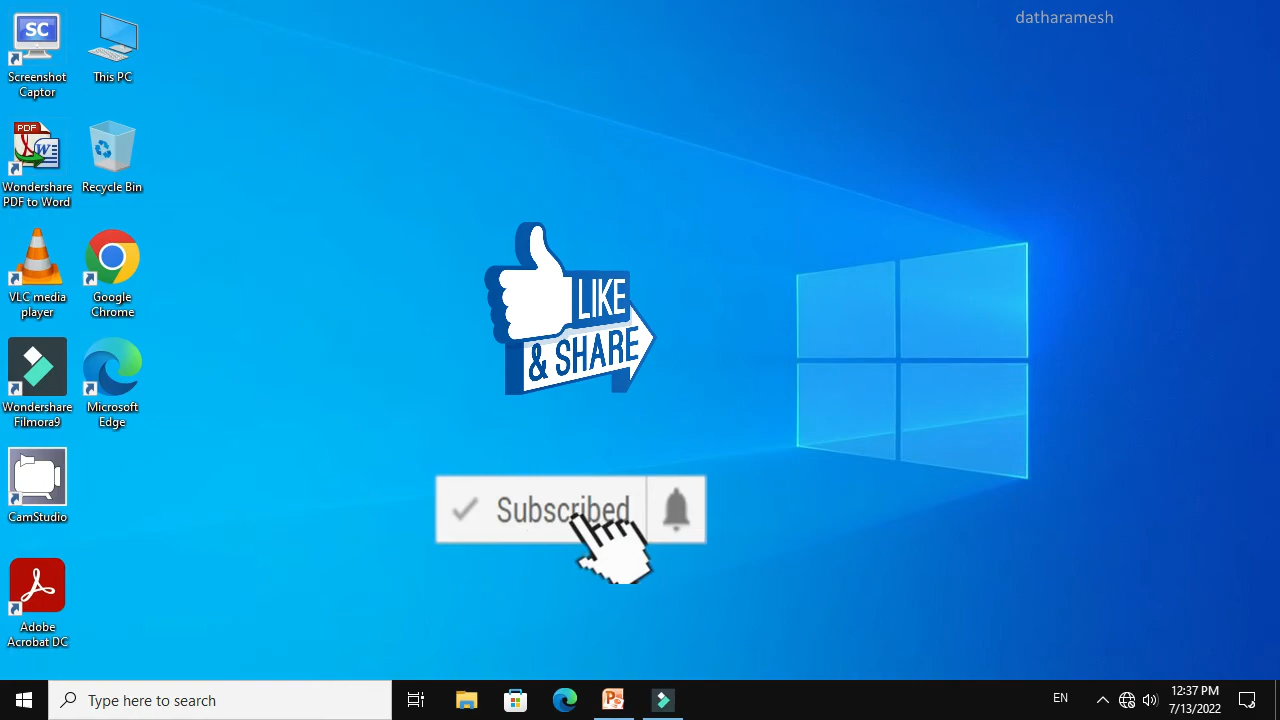 datharamesh
SC
Screenshot
Captor
This PC
PDF
W
Wondershare
PDF to Word
Recycle Bin
VLC media
player
Google
Chrome
Wondershare
Filmora9
Microsoft
Edge
CamStudio
Adobe
Acrobat DC
LIKE
& SHARE
Subscribed
Type here to search
P
EN
12:37 PM
7/13/2022